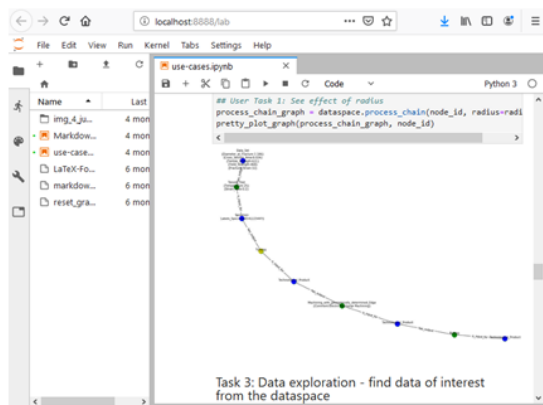 localhost:8888/lab
File Edit View Run Kernel Tabs Settings Help
use-cases.ipynb
Code
Python 3
Name
Last
img_4_ju...
4 mon
Markdow...
4 mon
use-case...
4 mon
LaTeX-Fo...
6 mon
markdow...
6 mon
reset_gra...
6 mon
## User Task 1: See effect of radius
process_chain_graph = dataspace.process_chain(node_id, radius=radi
pretty_plot_graph(process_chain_graph, node_id)
Task 3: Data exploration - find data of interest
from the dataspace